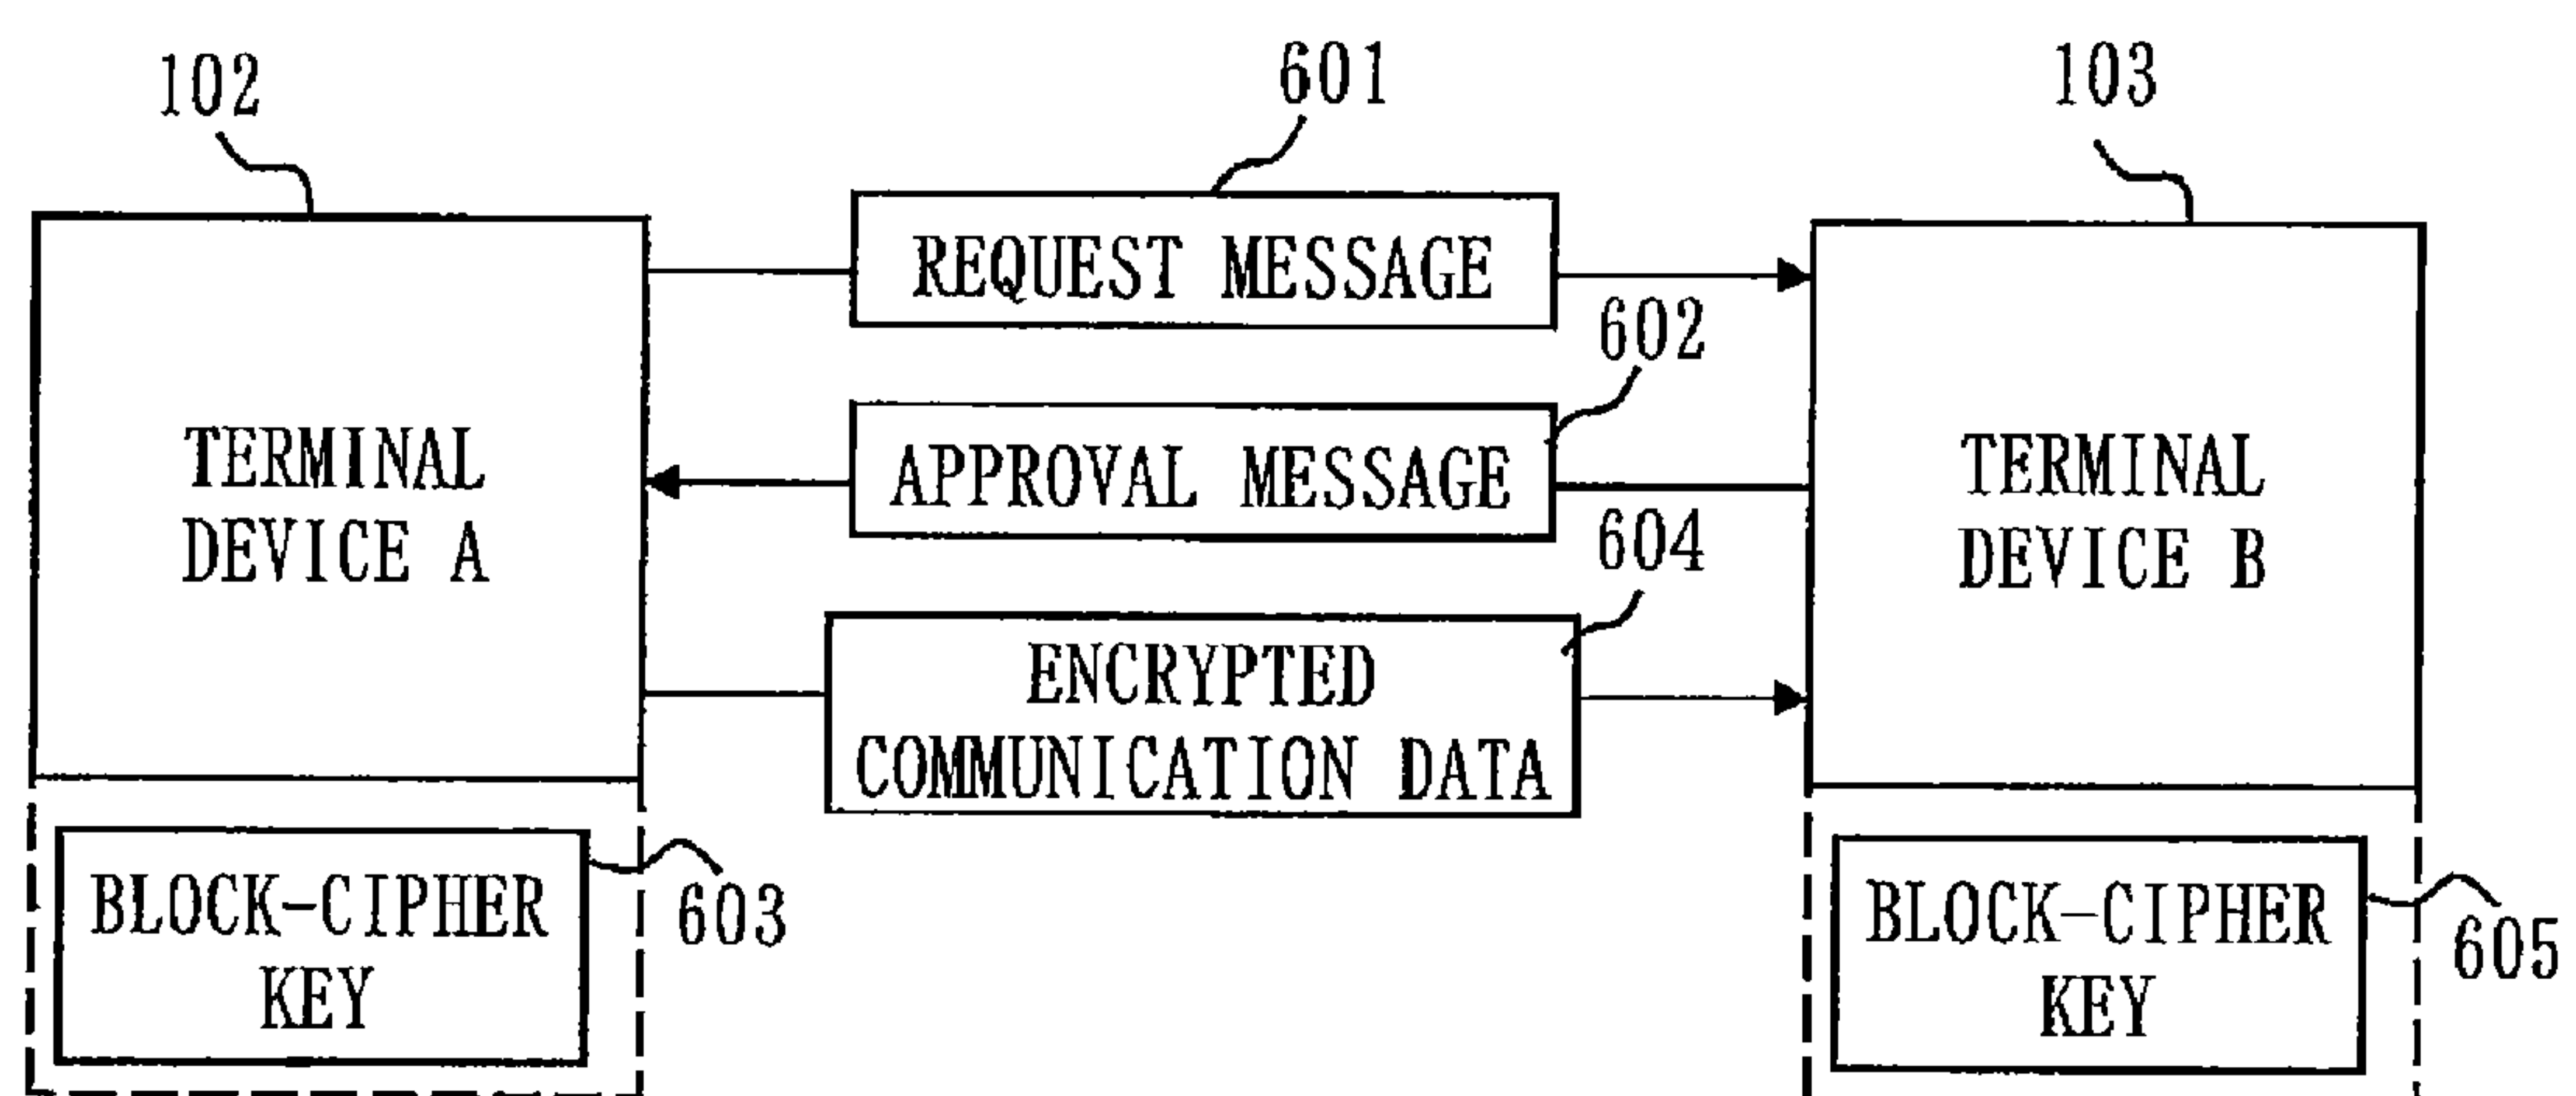 102
601
103
REQUEST MESSAGE
602
APPROVAL MESSAGE
TERMINAL
DEVICE A
TERMINAL
DEVICE B
604
ENCRYPTED
COMMUNICATION DATA
BLOCK-CIPHER
KEY
603
BLOCK-CIPHER
KEY
605